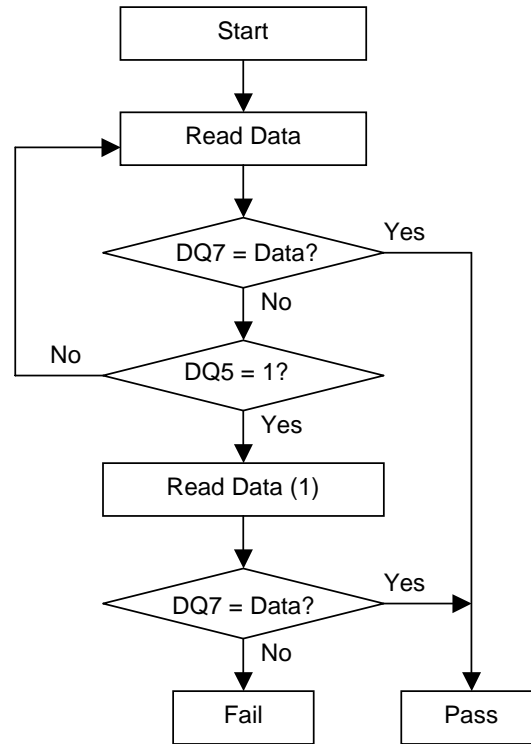 Start
Read Data
DQ7 = Data?
Yes
No
No
DQ5 = 1?
Yes
Read Data (1)
DQ7 = Data?
Yes
No
Fail
Pass